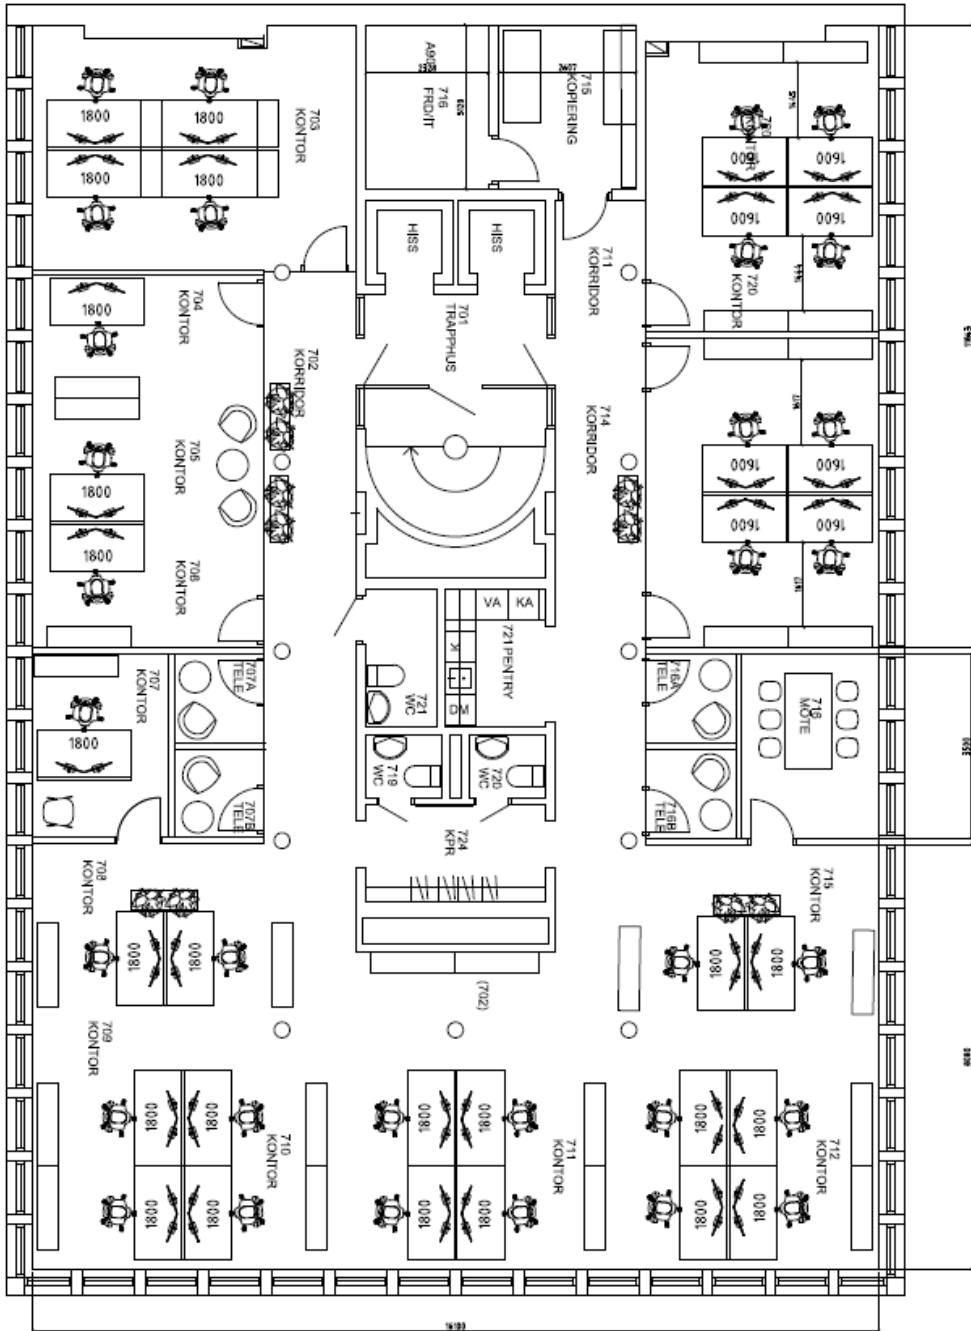 703
KONTOR
1800
1800
1800
1800
716
FRD/IT
715
KOPIERING
KONTOR
1600
1600
1600
1600
720
KONTOR
HISS
HISS
711
KORRIDOR
701
TRAPPHUS
704
KONTOR
1800
702
KORRIDOR
705
KONTOR
1800
1800
706
KONTOR
714
KORRIDOR
1600
1600
1600
1600
VA
KA
K
DM
721 PENTRY
721
WC
719
WC
720
WC
724
KPR
707
KONTOR
1800
707A
TELE
707B
TELE
716A
TELE
716B
TELE
716
MÖTE
708
KONTOR
1800
1800
(702)
715
KONTOR
1800
1800
709
KONTOR
1800
1800
1800
1800
710
KONTOR
1800
1800
1800
1800
711
KONTOR
1800
1800
1800
1800
712
KONTOR
16100